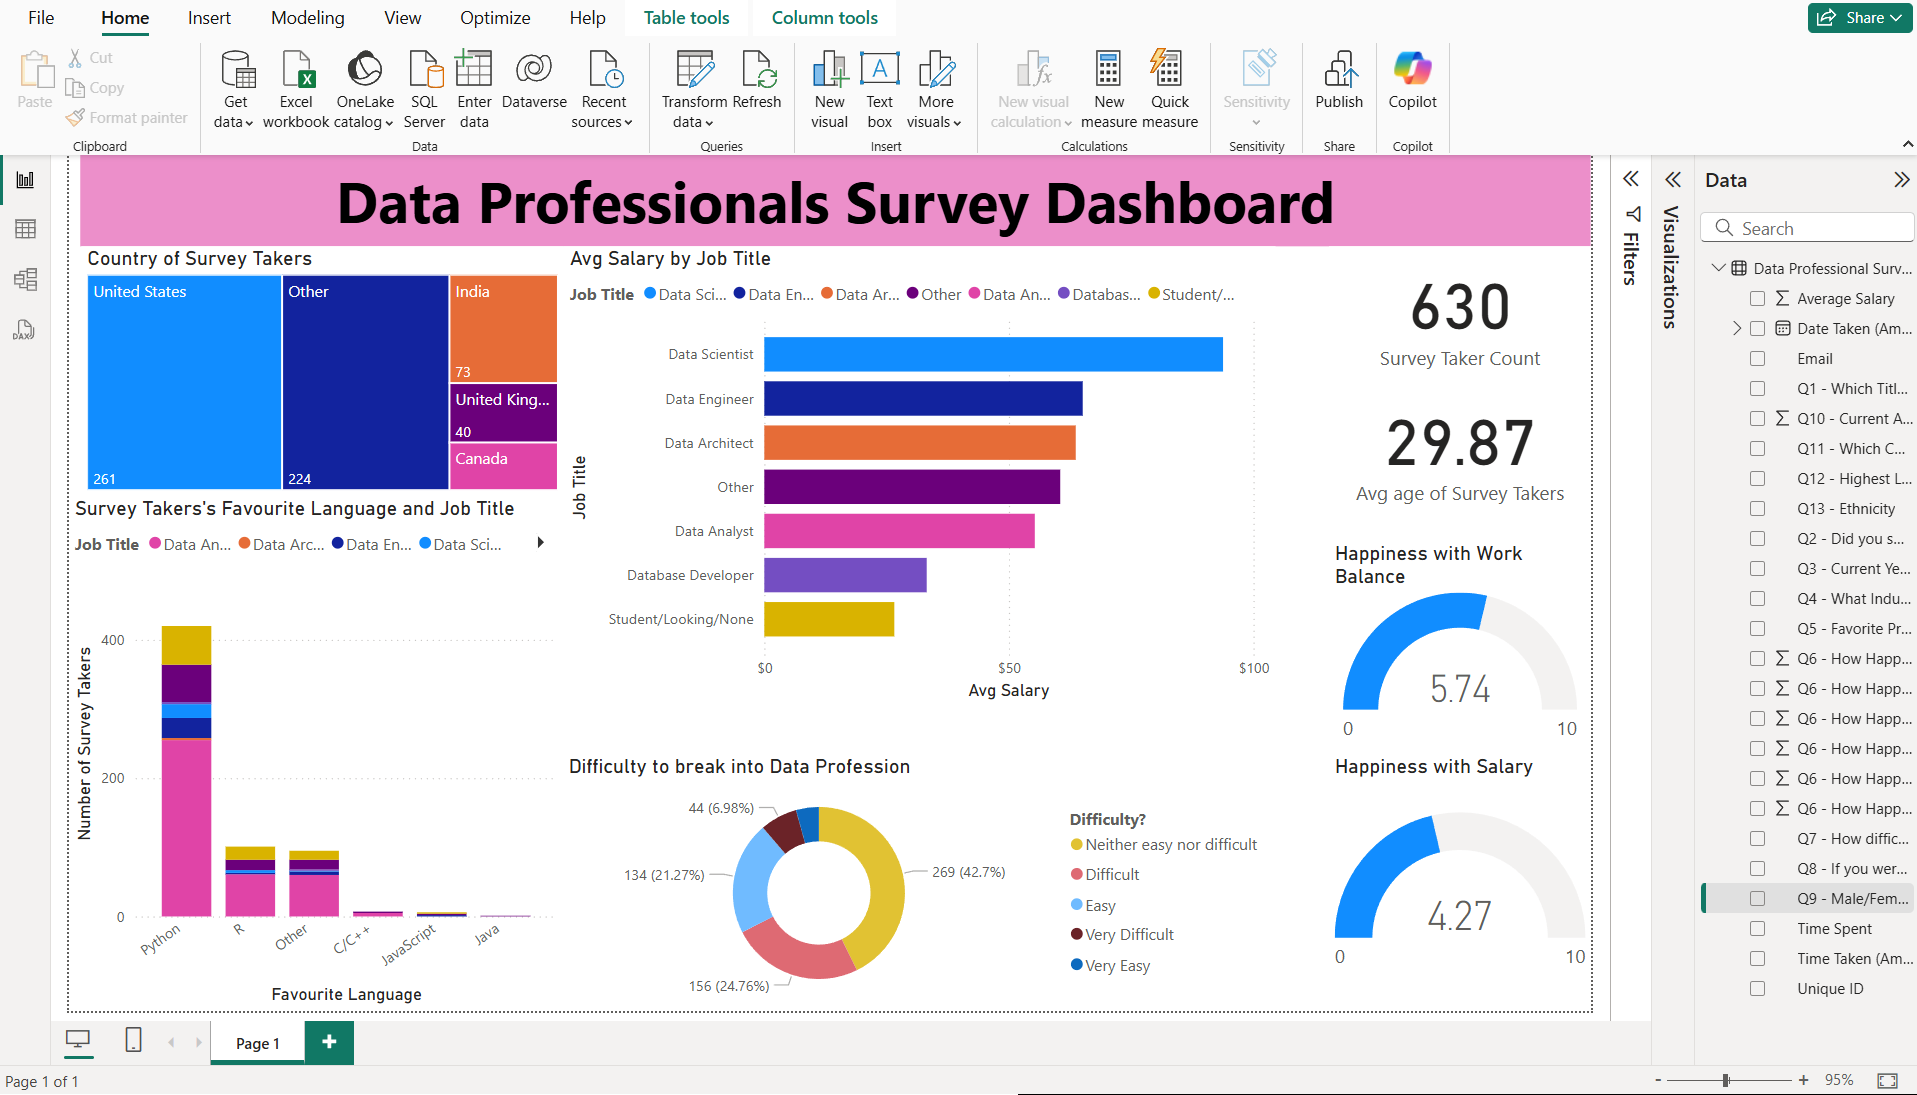 File Home Insert Modeling View Optimize Help Table tools Column tools Share
Paste
Cut
Copy
Format painter
Clipboard
Get data
Excel workbook
OneLake catalog
SQL Server
Enter data
Dataverse
Recent sources
Data
Transform data
Refresh
Queries
New visual
Text box
More visuals
Insert
New visual calculation
New measure
Quick measure
Calculations
Sensitivity
Sensitivity
Publish
Share
Copilot
Copilot
DAX
Data Professionals Survey Dashboard
Country of Survey Takers
United States
261
Other
224
India
73
United King...
40
Canada
Survey Takers's Favourite Language and Job Title
Job Title Data An... Data Arc... Data En... Data Sci...
Number of Survey Takers
400
200
0
Python
R
Other
C/C++
JavaScript
Java
Favourite Language
Avg Salary by Job Title
Job Title Data Sci... Data En... Data Ar... Other Data An... Databas... Student/...
Job Title
Data Scientist
Data Engineer
Data Architect
Other
Data Analyst
Database Developer
Student/Looking/None
$0 $50 $100
Avg Salary
Difficulty to break into Data Profession
44 (6.98%)
134 (21.27%)
269 (42.7%)
156 (24.76%)
Difficulty?
Neither easy nor difficult
Difficult
Easy
Very Difficult
Very Easy
630
Survey Taker Count
29.87
Avg age of Survey Takers
Happiness with Work
Balance
5.74
0 10
Happiness with Salary
4.27
0 10
Filters
Visualizations
Data
Search
Data Professional Surv...
Average Salary
Date Taken (Am...
Email
Q1 - Which Titl...
Q10 - Current A...
Q11 - Which C...
Q12 - Highest L...
Q13 - Ethnicity
Q2 - Did you s...
Q3 - Current Ye...
Q4 - What Indu...
Q5 - Favorite Pr...
Q6 - How Happ...
Q6 - How Happ...
Q6 - How Happ...
Q6 - How Happ...
Q6 - How Happ...
Q6 - How Happ...
Q7 - How diffic...
Q8 - If you wer...
Q9 - Male/Fem...
Time Spent
Time Taken (Am...
Unique ID
Page 1
Page 1 of 1
95%